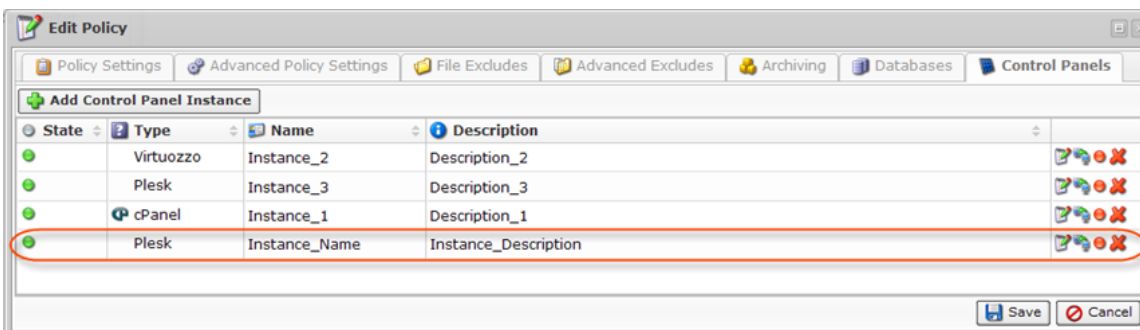 Edit Policy
Policy Settings Advanced Policy Settings File Excludes Advanced Excludes Archiving Databases Control Panels
Add Control Panel Instance
State Type Name Description
Virtuozzo Instance_2 Description_2
Plesk Instance_3 Description_3
cPanel Instance_1 Description_1
Plesk Instance_Name Instance_Description
Save Cancel